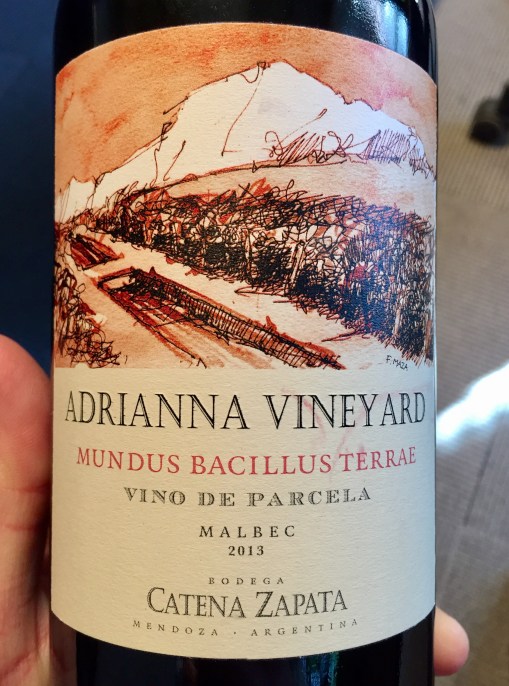 F. MAZA
ADRIANNA VINEYARD
MUNDUS BACILLUS TERRAE
VINO DE PARCELA
MALBEC
2013
BODEGA
CATENA ZAPATA
MENDOZA · ARGENTINA